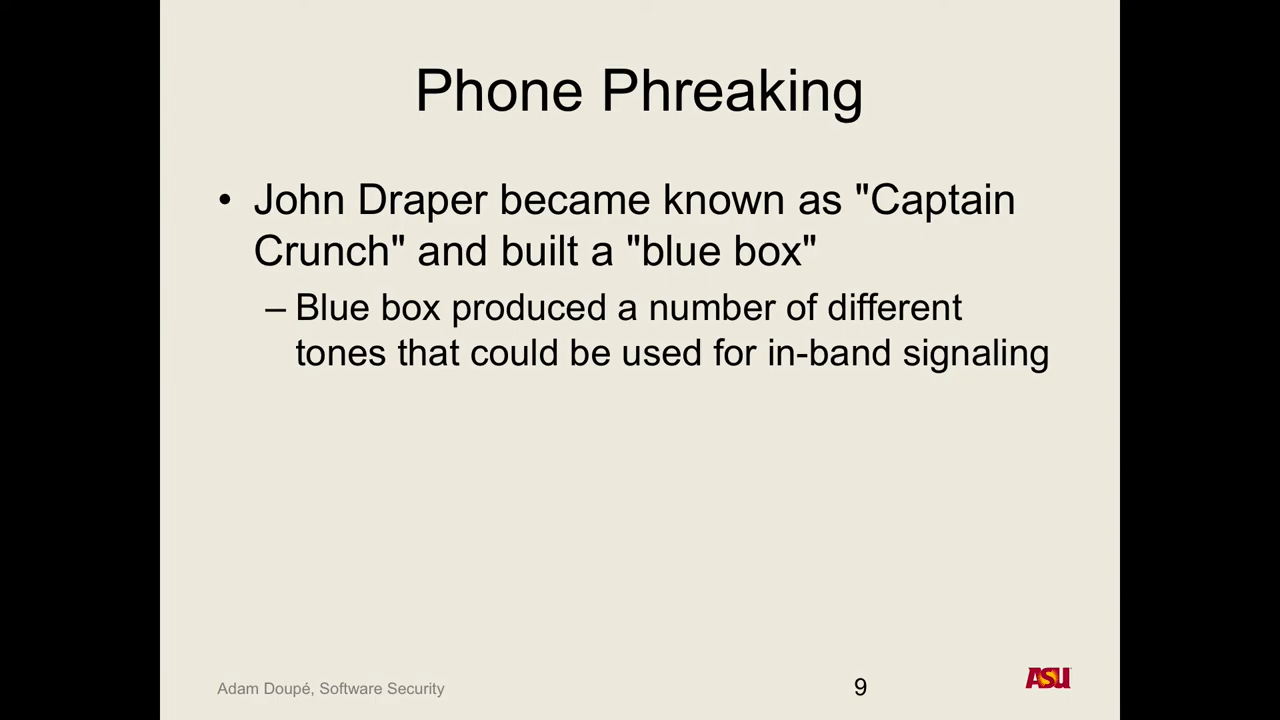 Phone Phreaking
• John Draper became known as "Captain
Crunch" and built a "blue box"
– Blue box produced a number of different
tones that could be used for in-band signaling
Adam Doupé, Software Security
9
ASU